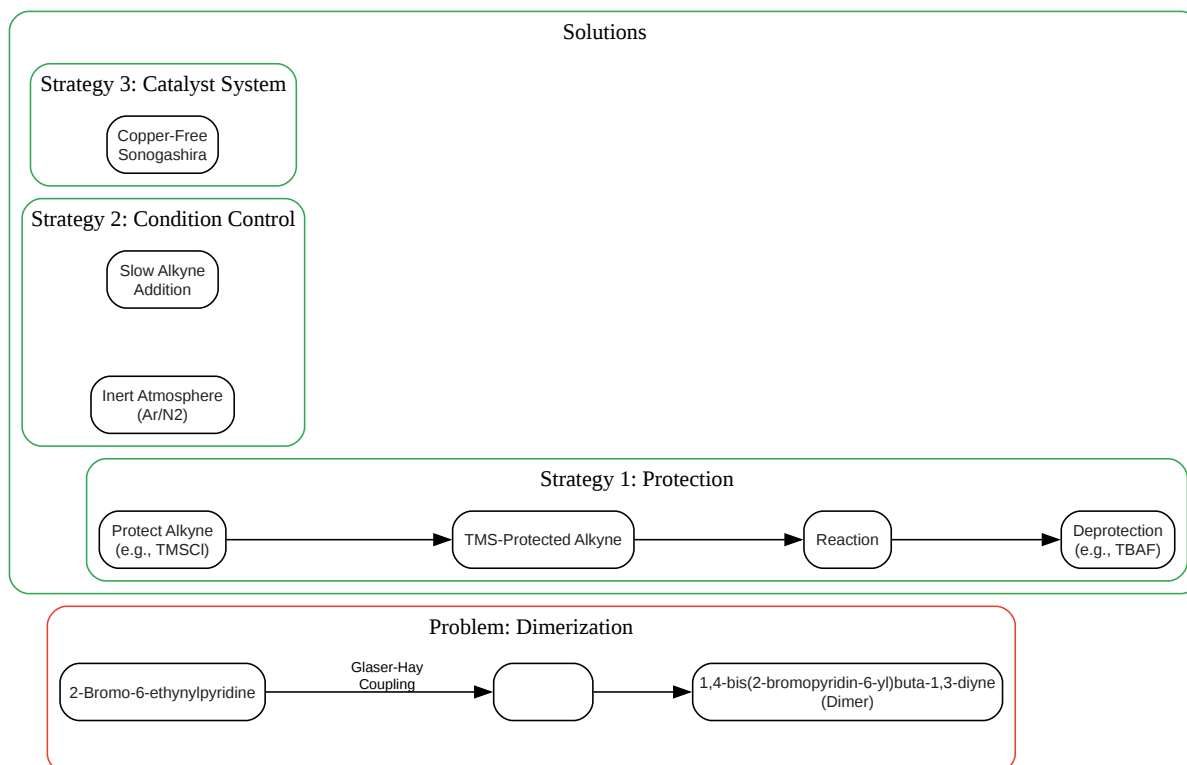 Solutions
Strategy 3: Catalyst System
Copper-Free
Sonogashira
Strategy 2: Condition Control
Slow Alkyne
Addition
Inert Atmosphere
(Ar/N2)
Strategy 1: Protection
Protect Alkyne
(e.g., TMSCl)
TMS-Protected Alkyne
Reaction
Deprotection
(e.g., TBAF)
Problem: Dimerization
2-Bromo-6-ethynylpyridine
Glaser-Hay
Coupling
1,4-bis(2-bromopyridin-6-yl)buta-1,3-diyne
(Dimer)